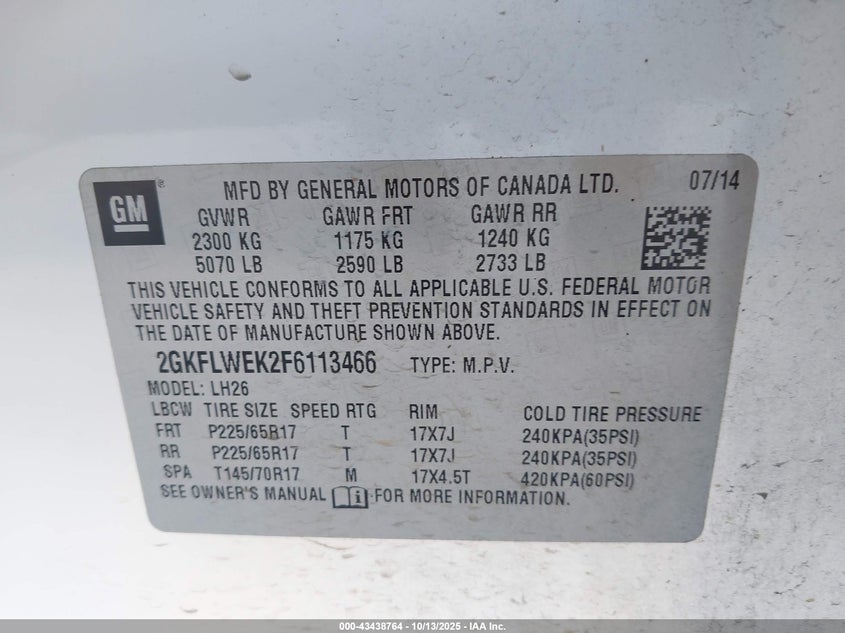 GM ® MFD BY GENERAL MOTORS OF CANADA LTD. 07/14
GVWR GAWR FRT GAWR RR
2300 KG 1175 KG 1240 KG
5070 LB 2590 LB 2733 LB
THIS VEHICLE CONFORMS TO ALL APPLICABLE U.S. FEDERAL MOTOR
VEHICLE SAFETY AND THEFT PREVENTION STANDARDS IN EFFECT ON
THE DATE OF MANUFACTURE SHOWN ABOVE.
2GKFLWEK2F6113466 TYPE: M.P.V.
MODEL: LH26
LBCW TIRE SIZE SPEED RTG RIM COLD TIRE PRESSURE
FRT P225/65R17 T 17X7J 240KPA(35PSI)
RR P225/65R17 T 17X7J 240KPA(35PSI)
SPA T145/70R17 M 17X4.5T 420KPA(60PSI)
SEE OWNER'S MANUAL i FOR MORE INFORMATION.
000-43438764 - 10/13/2025 - IAA Inc.